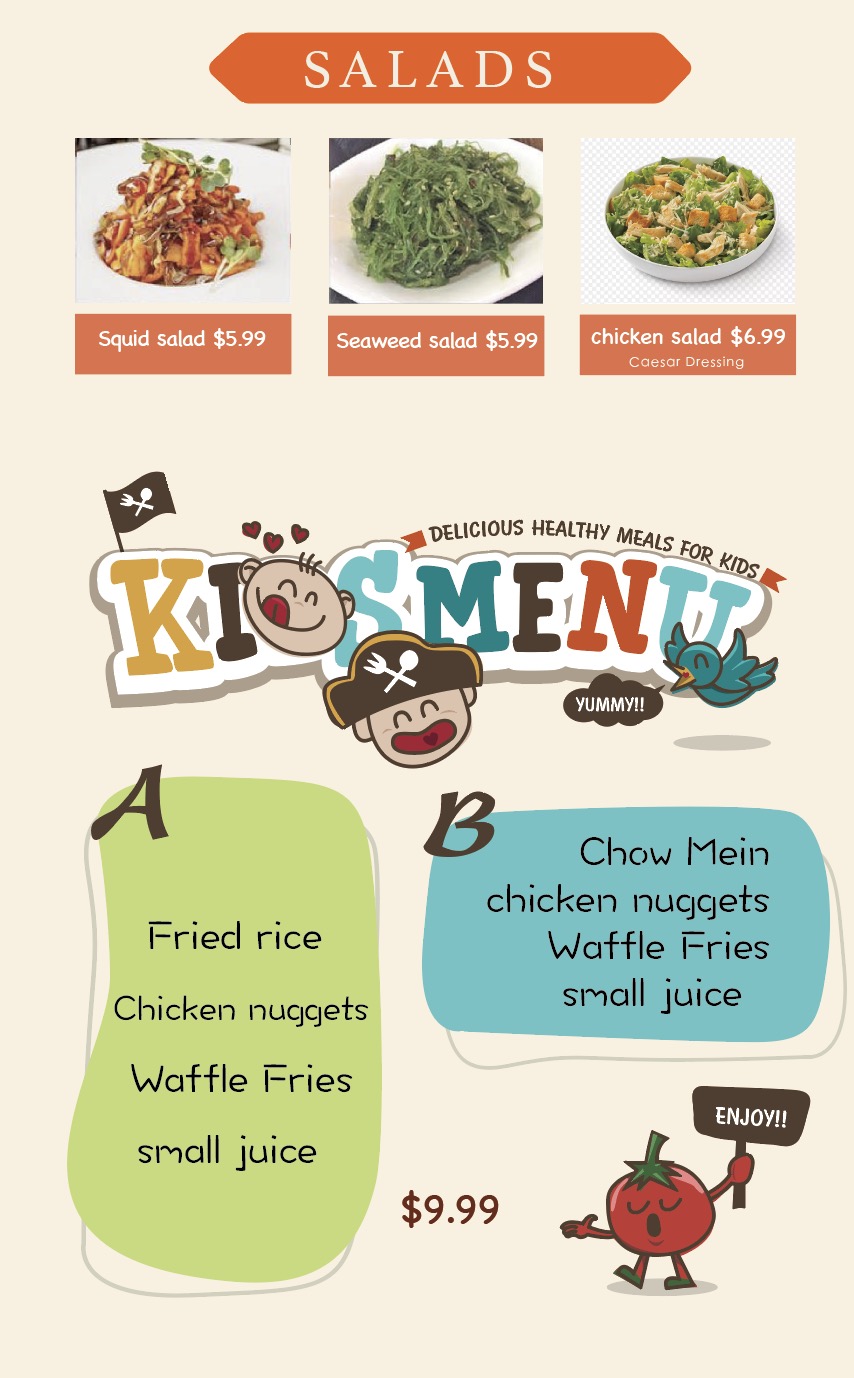 SALADS
Squid salad $5.99
Seaweed salad $5.99
chicken salad $6.99
Caesar Dressing
DELICIOUS HEALTHY MEALS FOR KIDS
KIDS MENU
YUMMY!!
A
Fried rice
Chicken nuggets
Waffle Fries
small juice
B
Chow Mein
chicken nuggets
Waffle Fries
small juice
ENJOY!!
$9.99